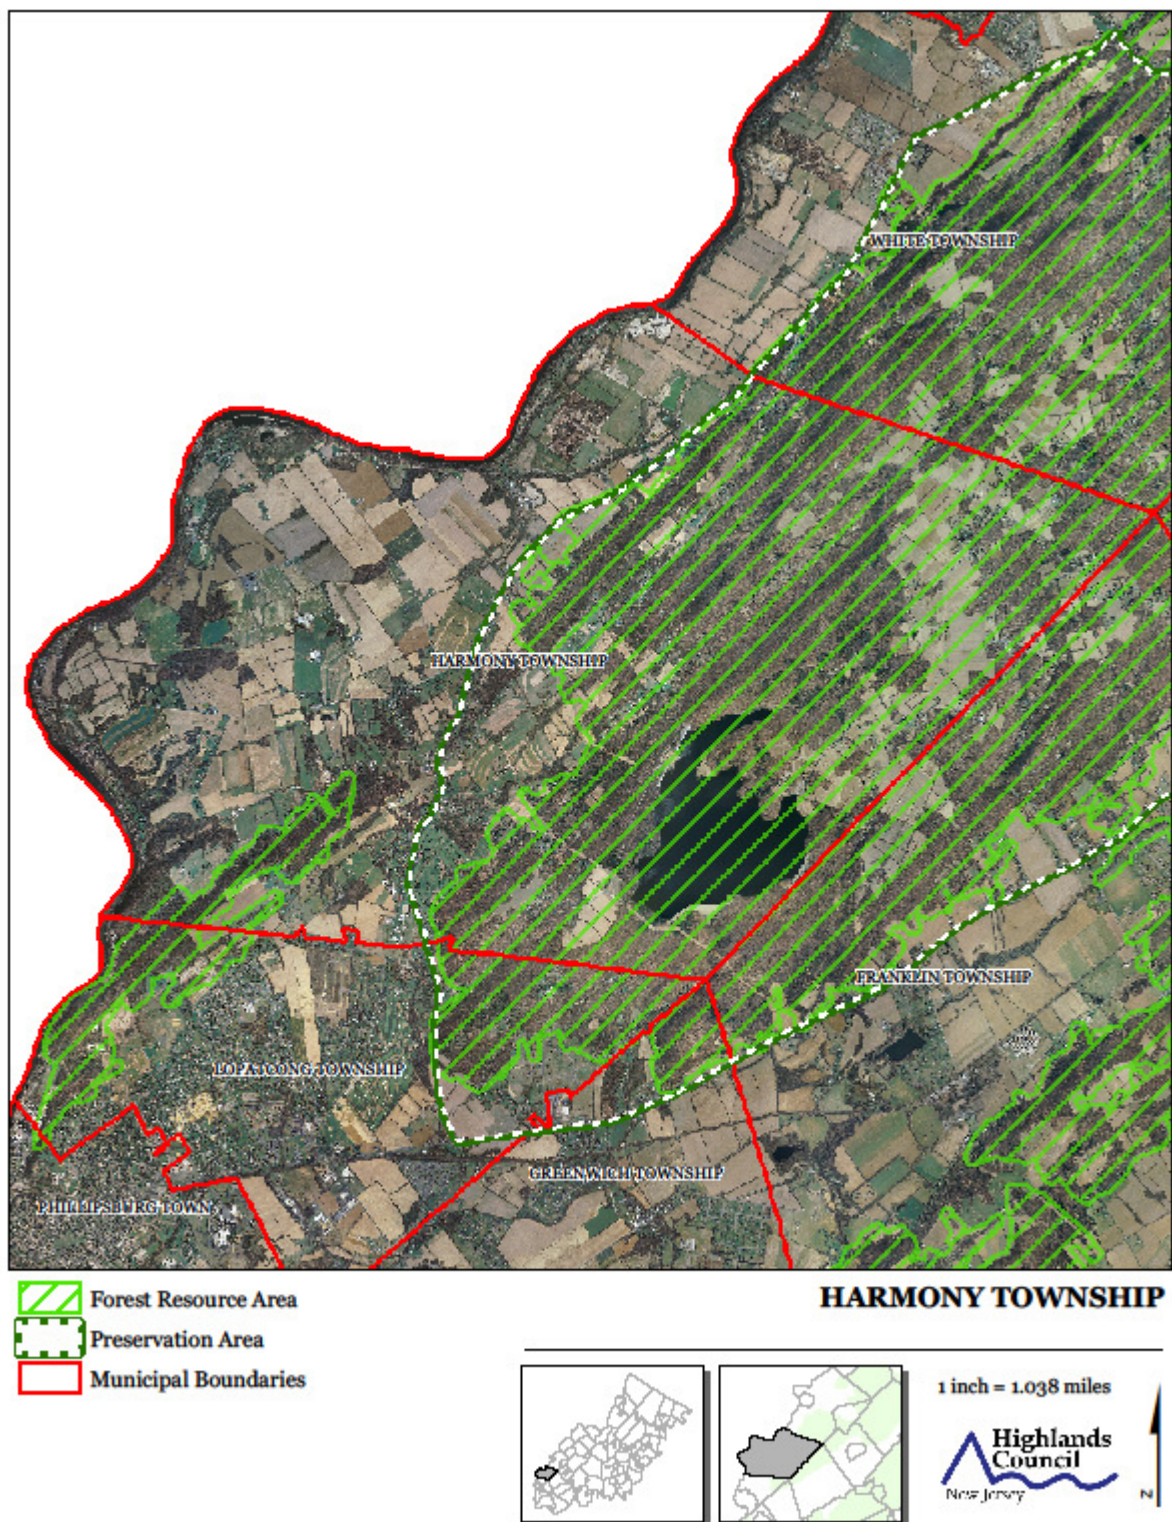 WHITE TOWNSHIP
HARMONY TOWNSHIP
FRANKLIN TOWNSHIP
LOPATCONG TOWNSHIP
GREENWICH TOWNSHIP
PHILLIPSBURG TOWN
Forest Resource Area
Preservation Area
Municipal Boundaries
HARMONY TOWNSHIP
1 inch = 1.038 miles
Highlands
Council
New Jersey
N